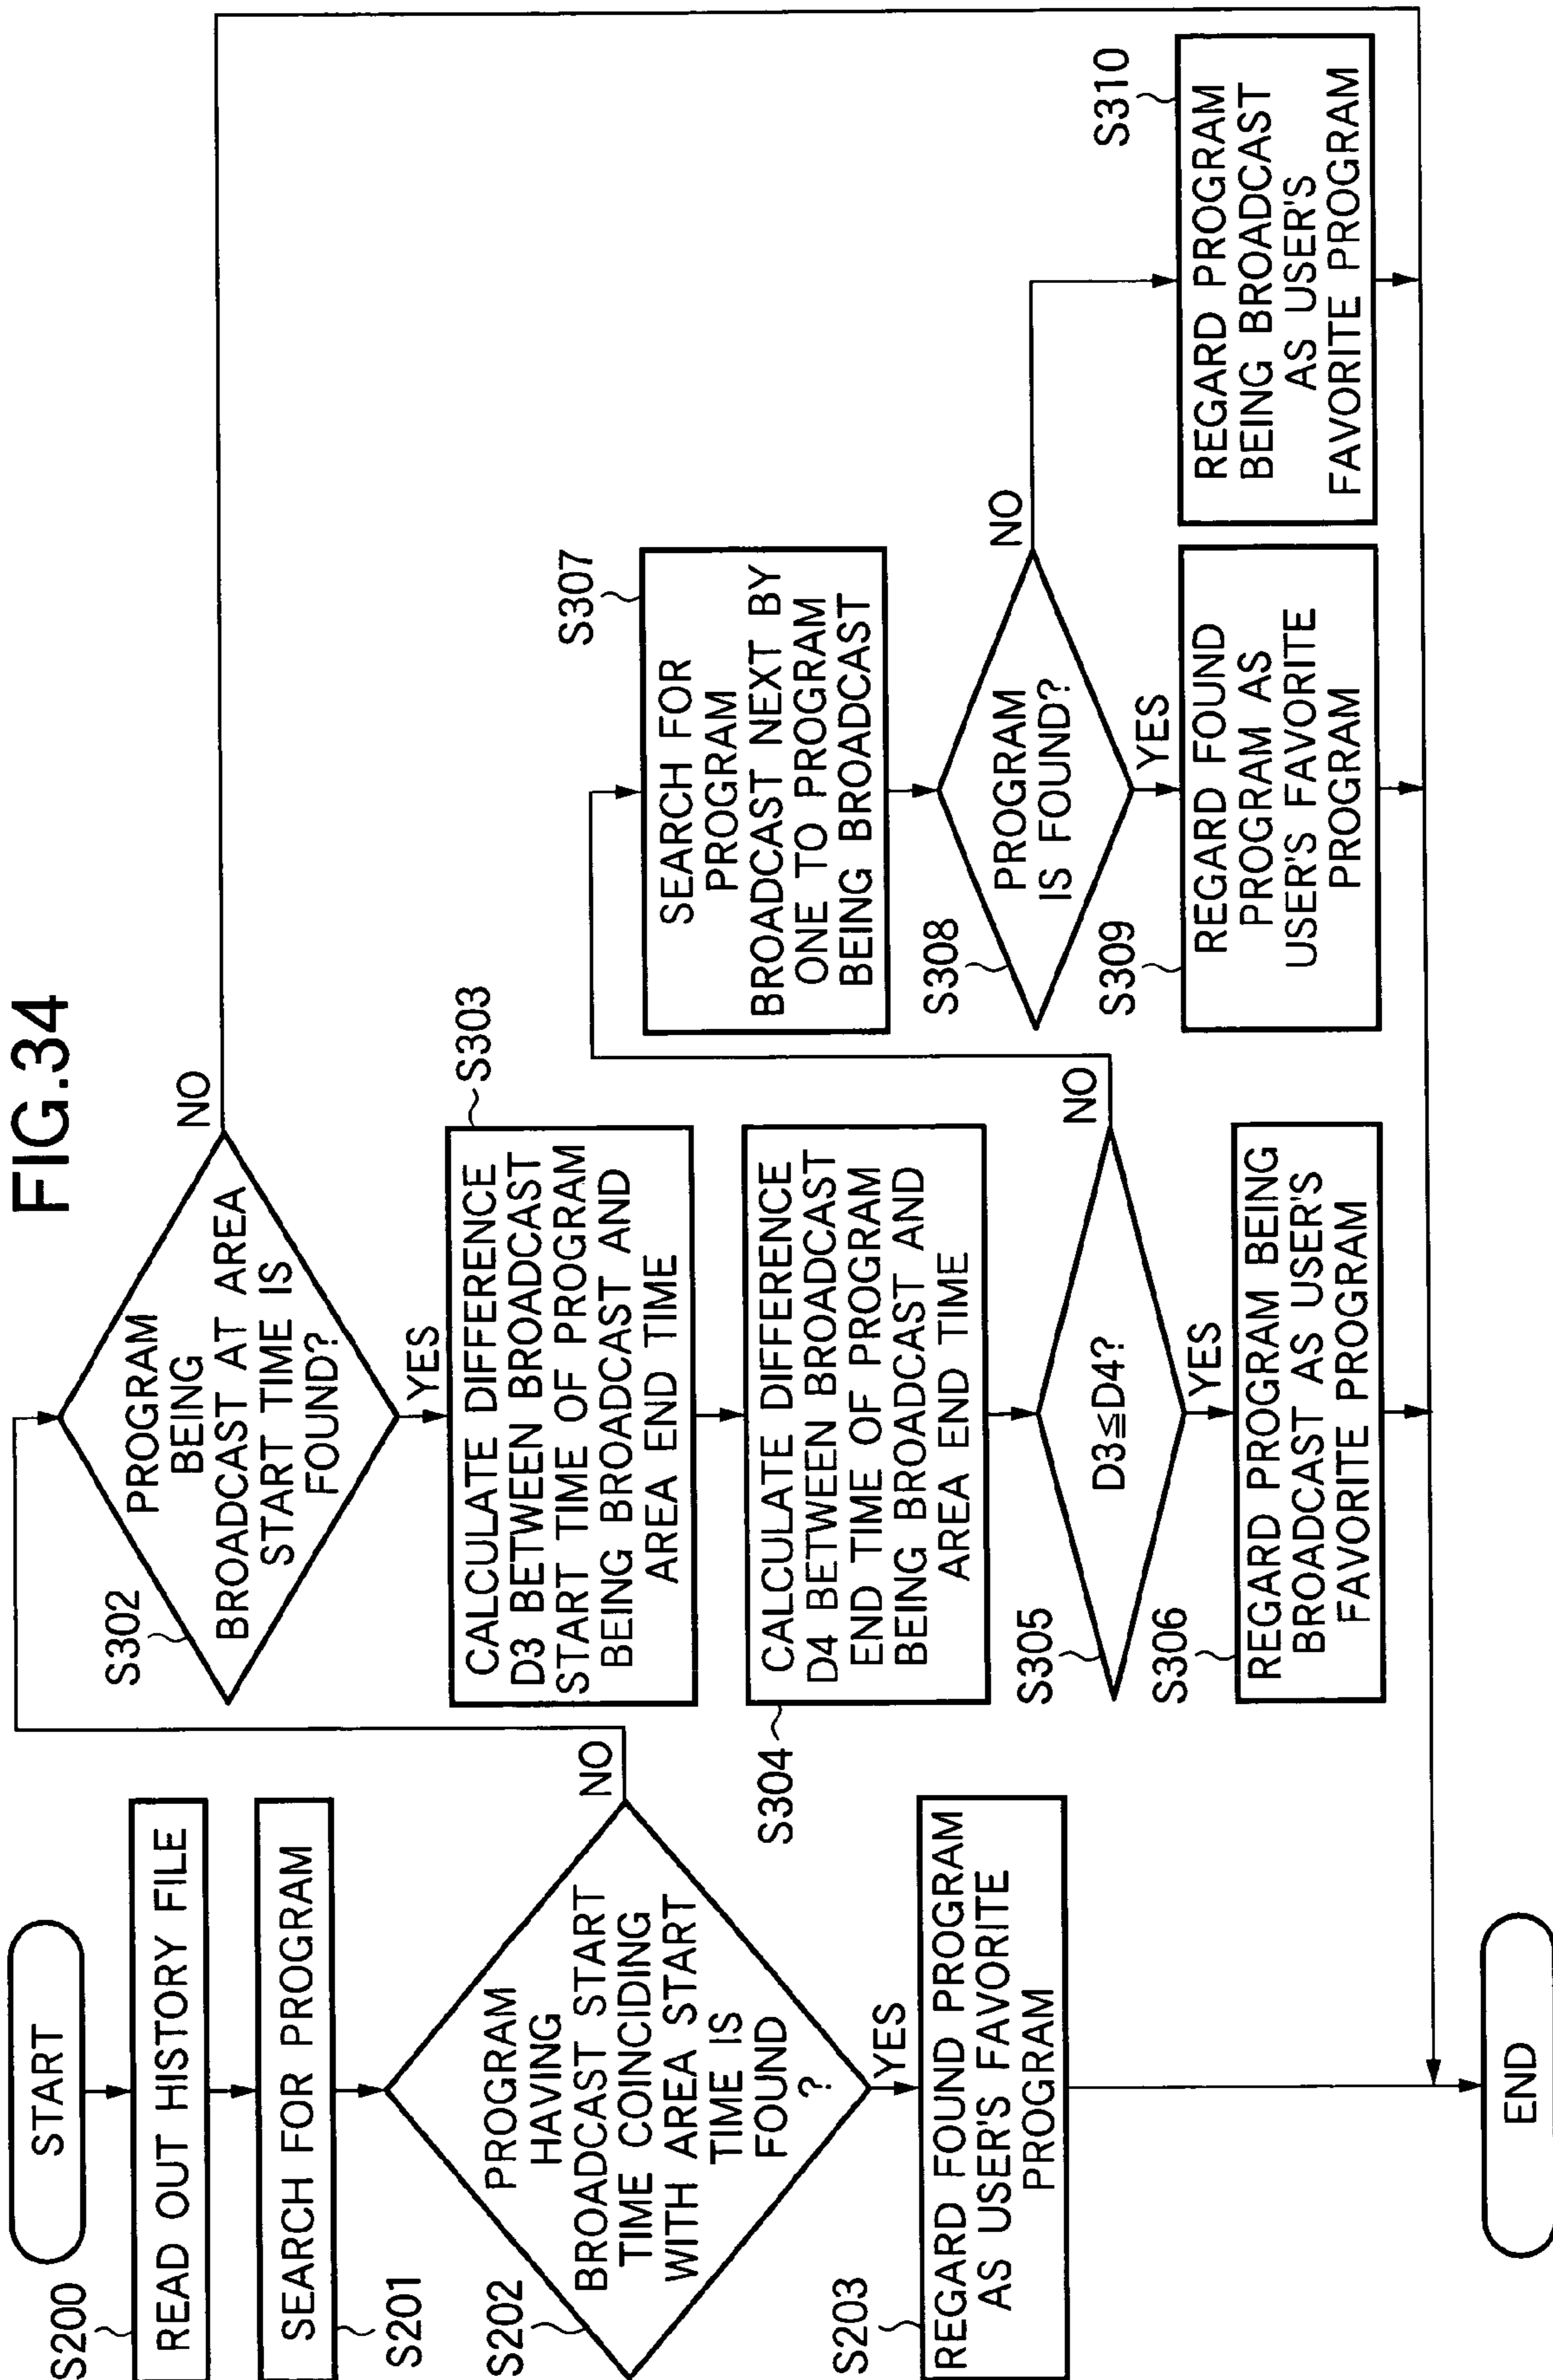 FIG.34
START
S200
READ OUT HISTORY FILE
SEARCH FOR PROGRAM
S201
S202
PROGRAM
HAVING
BROADCAST START
TIME COINCIDING
WITH AREA START
TIME IS
FOUND
?
NO
YES
S203
REGARD FOUND PROGRAM
AS USER'S FAVORITE
PROGRAM
END
S302
PROGRAM
BEING
BROADCAST AT AREA
START TIME IS
FOUND?
NO
YES
S303
CALCULATE DIFFERENCE
D3 BETWEEN BROADCAST
START TIME OF PROGRAM
BEING BROADCAST AND
AREA END TIME
S304
CALCULATE DIFFERENCE
D4 BETWEEN BROADCAST
END TIME OF PROGRAM
BEING BROADCAST AND
AREA END TIME
S305
D3≦D4?
NO
YES
S306
REGARD PROGRAM BEING
BROADCAST AS USER'S
FAVORITE PROGRAM
S307
SEARCH FOR
PROGRAM
BROADCAST NEXT BY
ONE TO PROGRAM
BEING BROADCAST
S308
PROGRAM
IS FOUND?
NO
YES
S309
REGARD FOUND
PROGRAM AS
USER'S FAVORITE
PROGRAM
S310
REGARD PROGRAM
BEING BROADCAST
AS USER'S
FAVORITE PROGRAM